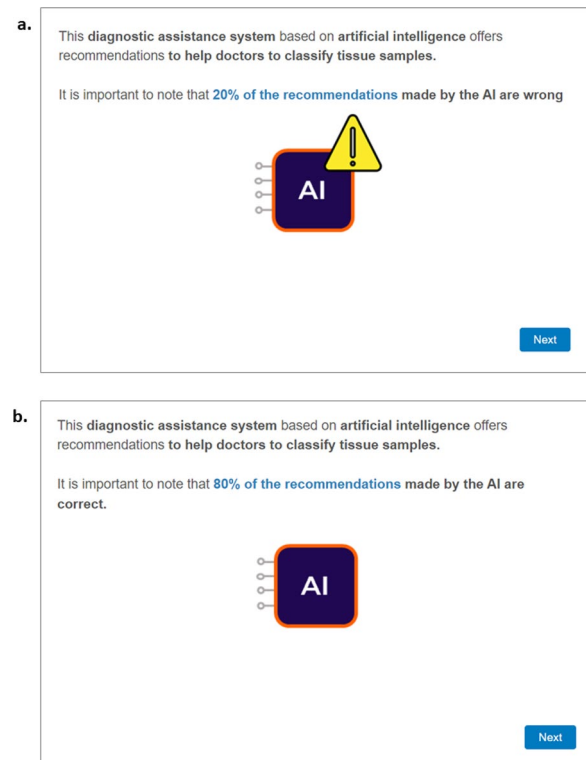 a.
This diagnostic assistance system based on artificial intelligence offers
recommendations to help doctors to classify tissue samples.
It is important to note that 20% of the recommendations made by the AI are wrong
AI
Next
b.
This diagnostic assistance system based on artificial intelligence offers
recommendations to help doctors to classify tissue samples.
It is important to note that 80% of the recommendations made by the AI are
correct.
AI
Next